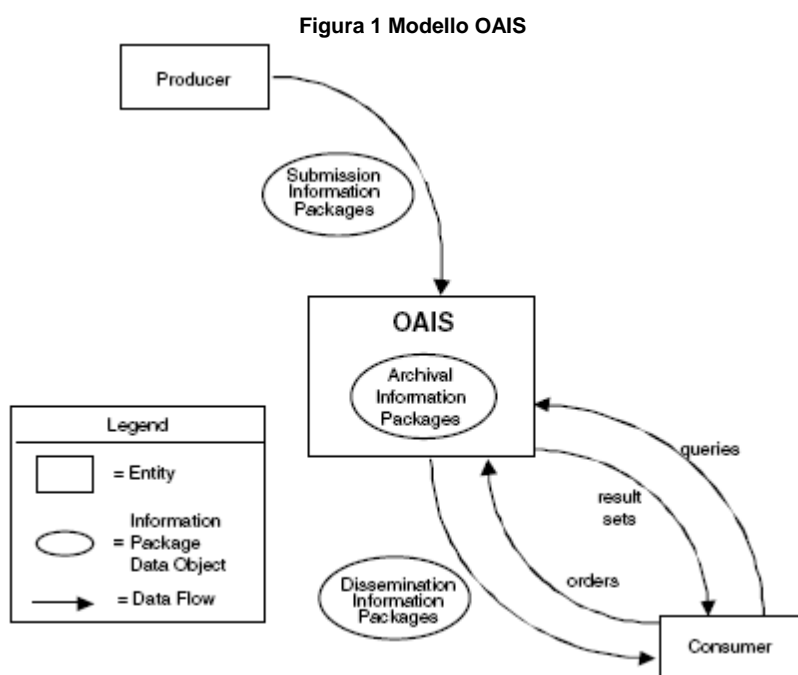 Figura 1 Modello OAIS
Producer
Submission
Information
Packages
OAIS
Archival
Information
Packages
queries
result
sets
orders
Dissemination
Information
Packages
Consumer
Legend
= Entity
Information
= Package
Data Object
= Data Flow